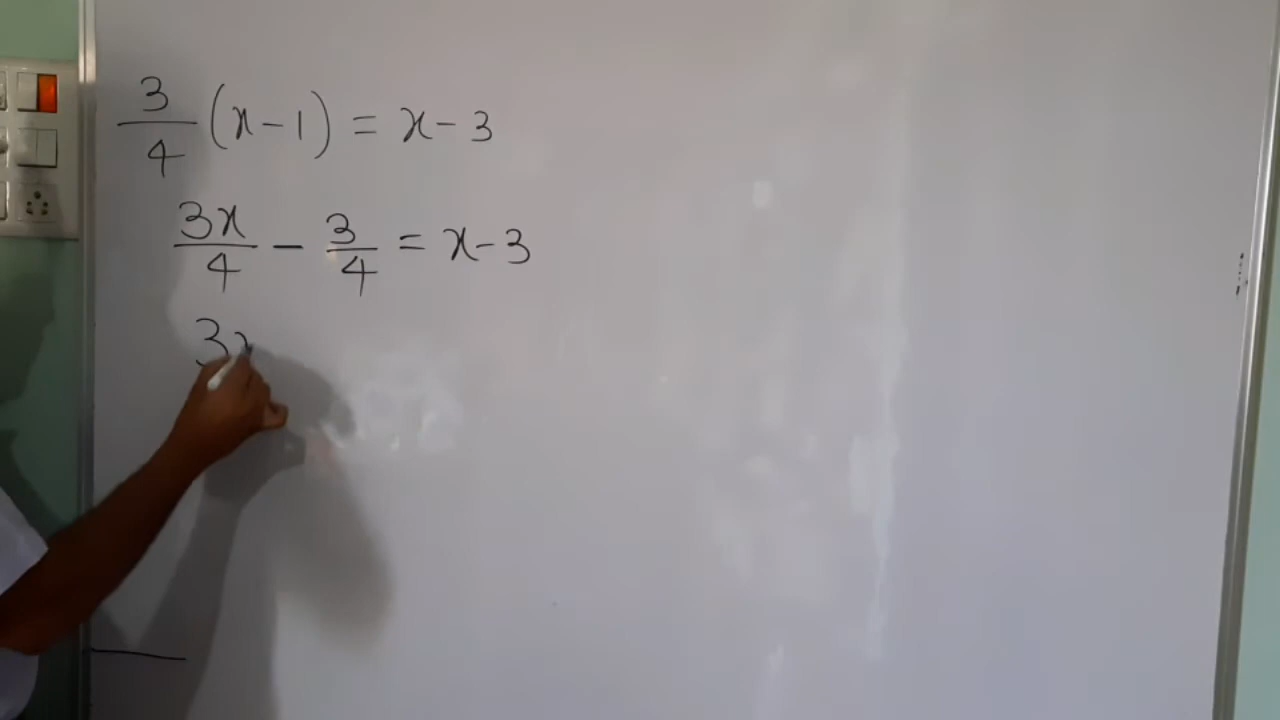 3/4 (x-1) = x-3
3x/4 - 3/4 = x-3
3x